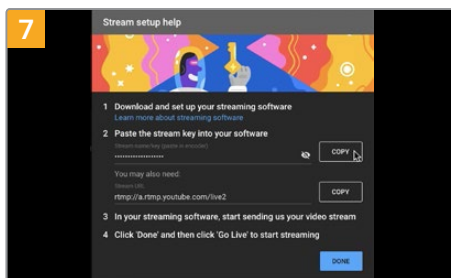 7
Stream setup help
1 Download and set up your streaming software
Learn more about streaming software
2 Paste the stream key into your software
Stream name/key (paste in encoder)
••••••••••••••••••••
COPY
You may also need:
Stream URL
rtmp://a.rtmp.youtube.com/live2
COPY
3 In your streaming software, start sending us your video stream
4 Click 'Done' and then click 'Go Live' to start streaming
DONE